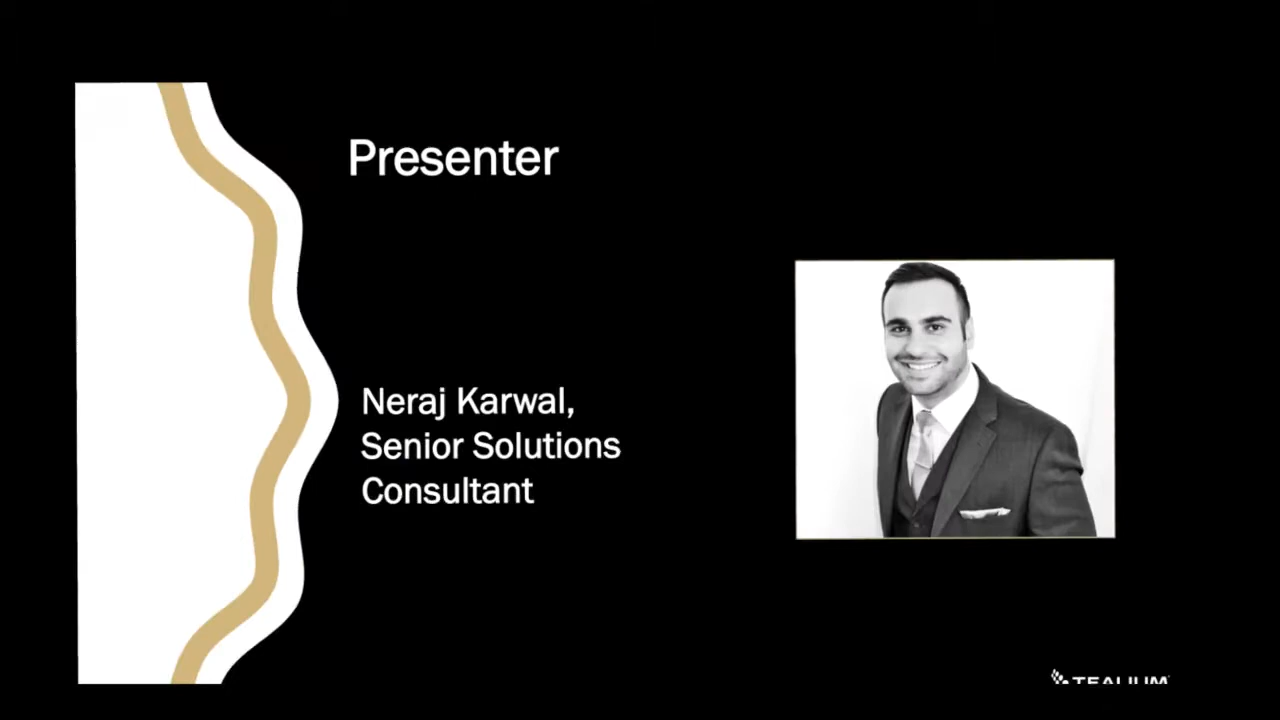 Presenter
Neraj Karwal,
Senior Solutions
Consultant
TEALIUM